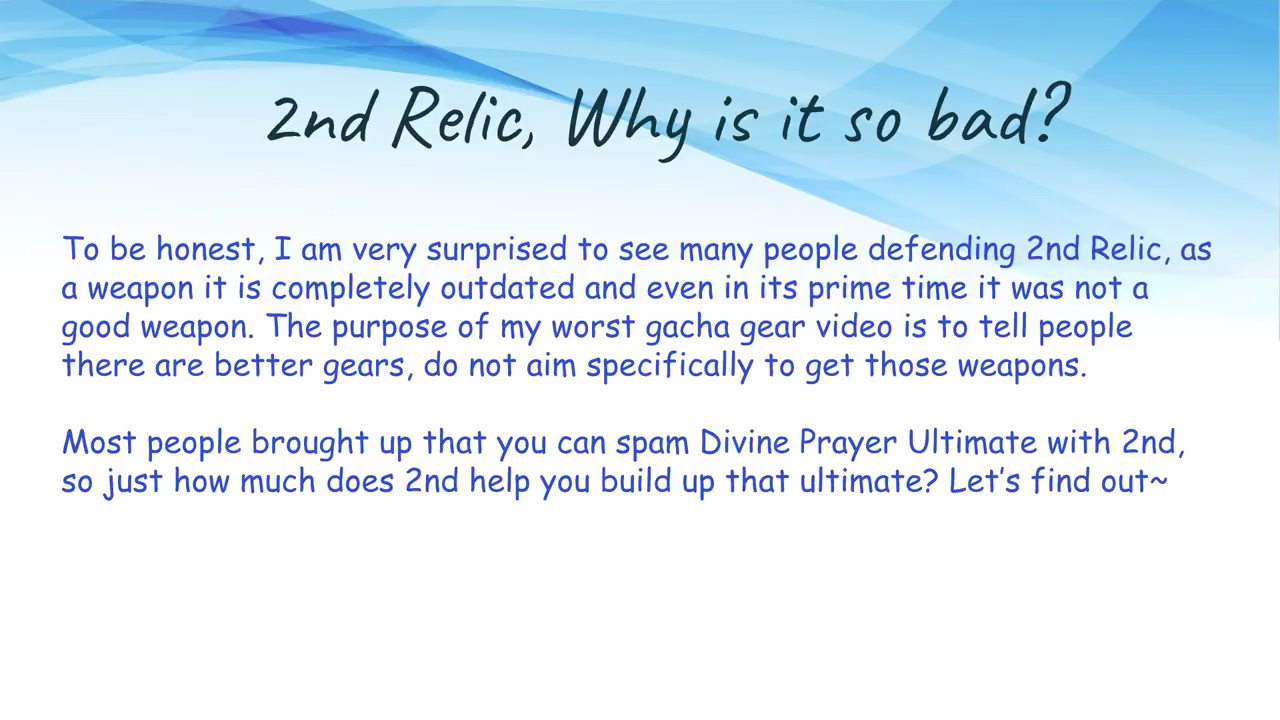 2nd Relic, Why is it so bad?
To be honest, I am very surprised to see many people defending 2nd Relic, as
a weapon it is completely outdated and even in its prime time it was not a
good weapon. The purpose of my worst gacha gear video is to tell people
there are better gears, do not aim specifically to get those weapons.
Most people brought up that you can spam Divine Prayer Ultimate with 2nd,
so just how much does 2nd help you build up that ultimate? Let's find out~